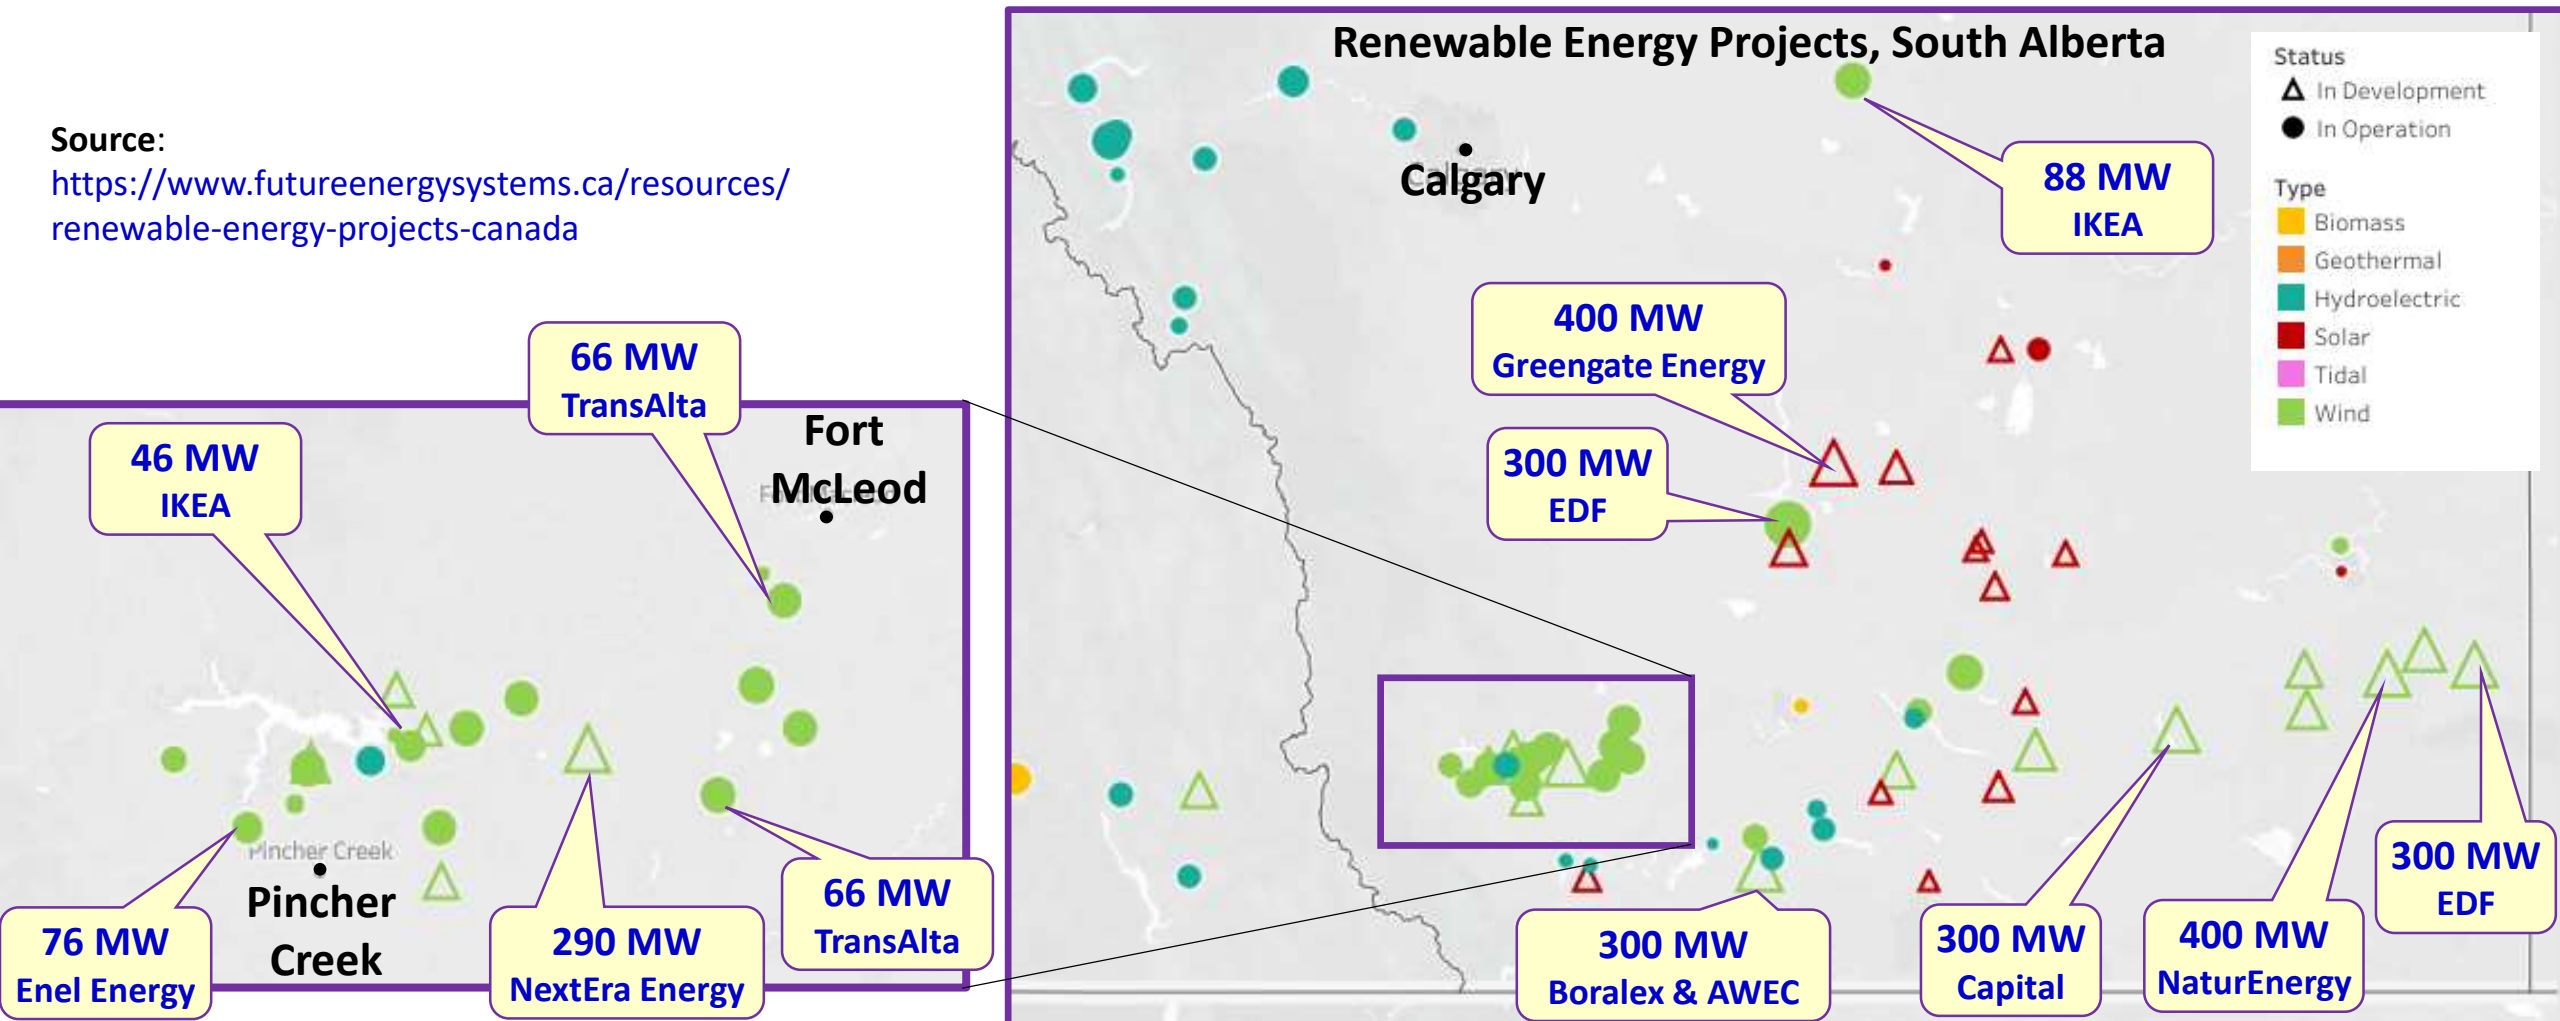 Renewable Energy Projects, South Alberta
Source:
https://www.futureenergysystems.ca/resources/
renewable-energy-projects-canada
Status
In Development
In Operation
Type
Biomass
Geothermal
Hydroelectric
Solar
Tidal
Wind
Calgary
88 MW
IKEA
400 MW
Greengate Energy
300 MW
EDF
66 MW
TransAlta
46 MW
IKEA
Fort
McLeod
Pincher Creek
Pincher
Creek
76 MW
Enel Energy
290 MW
NextEra Energy
66 MW
TransAlta
300 MW
Boralex & AWEC
300 MW
Capital
400 MW
NaturEnergy
300 MW
EDF